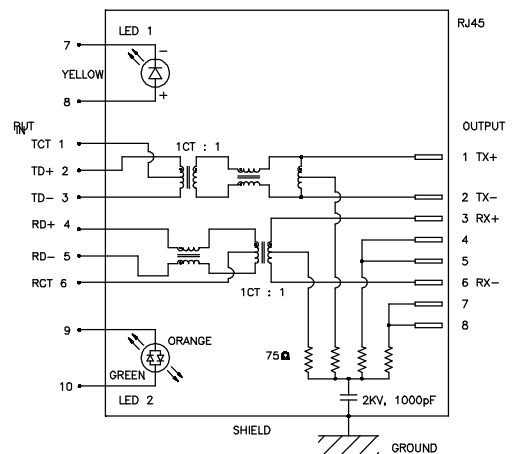 LED 1
RJ45
7
−
YELLOW
8
+
INPUT
OUTPUT
TCT 1
1CT : 1
1 TX+
TD+ 2
TD- 3
2 TX-
3 RX+
RD+ 4
4
RD- 5
5
RCT 6
6 RX-
1CT : 1
7
9
8
ORANGE
75Ω
GREEN
10
LED 2
2KV, 1000pF
SHIELD
GROUND